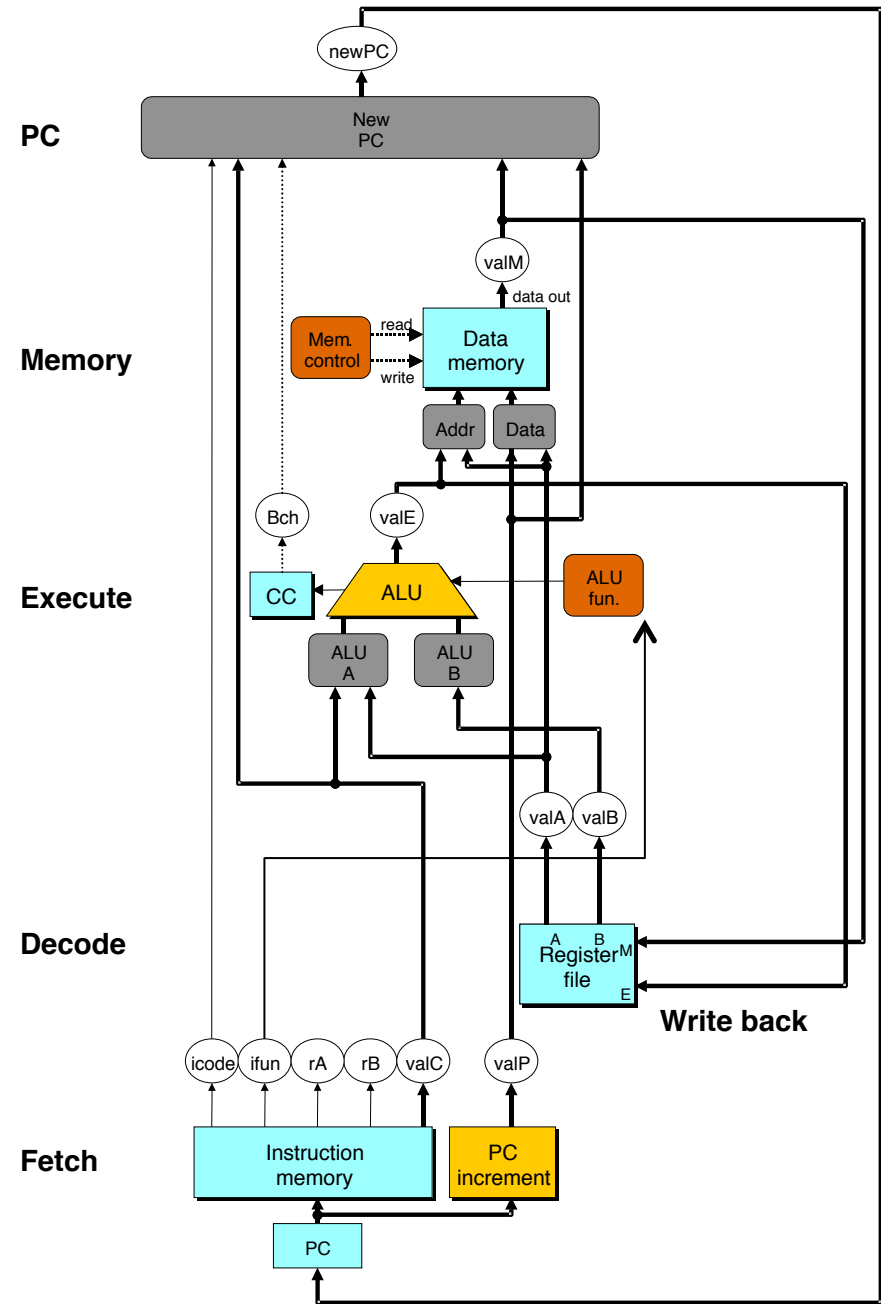 newPC
New
PC
PC
valM
data out
read
Mem.
control
write
Data
memory
Memory
Addr
Data
Bch
valE
CC
ALU
ALU
fun.
Execute
ALU
A
ALU
B
valA
valB
Decode
A
B
Register
file
M
E
Write back
icode
ifun
rA
rB
valC
valP
Fetch
Instruction
memory
PC
increment
PC